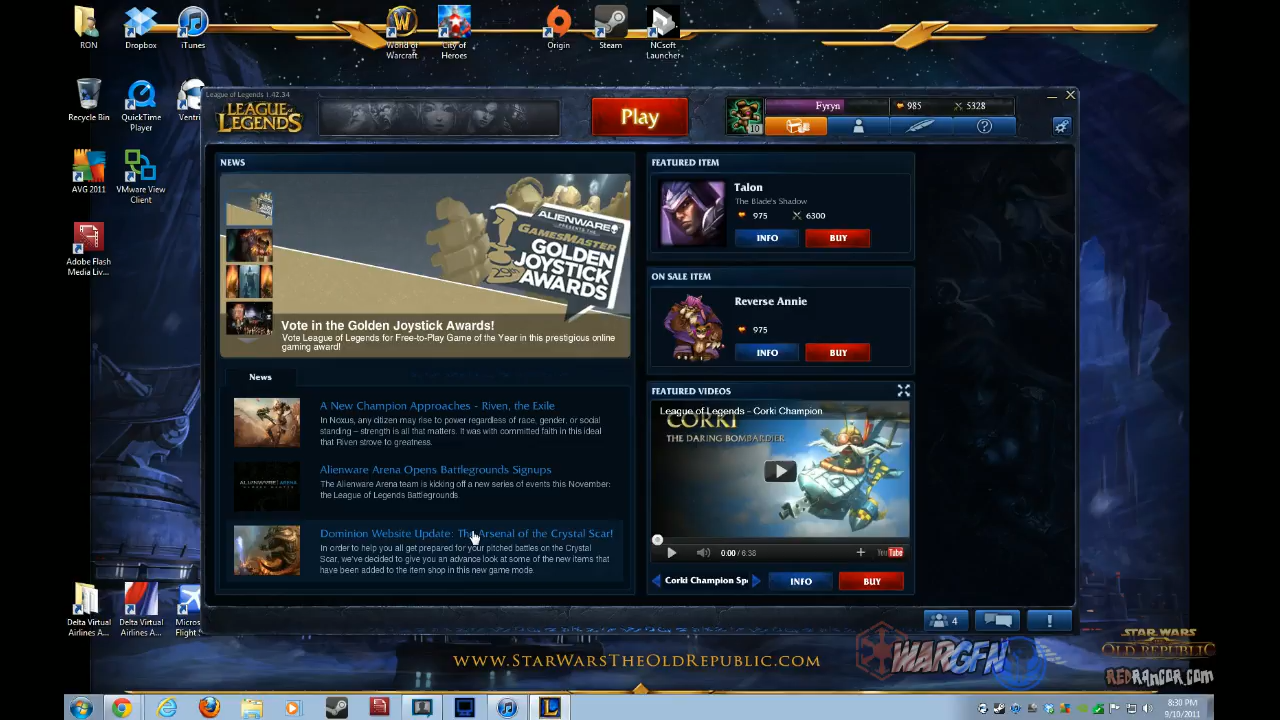 RON
Dropbox
iTunes
World of
Warcraft
City of
Heroes
Origin
Steam
NCsoft
Launcher
Recycle Bin
QuickTime
Player
Ventri
AVG 2011
VMware View
Client
Adobe Flash
Media Liv...
Delta Virtual
Airlines A...
Delta Virtual
Airlines A...
Micros
Flight S
League of Legends 1.42.34
LEAGUE OF
LEGENDS
Play
10
Fyryn
985
5328
NEWS
ALIENWARE
PRESENTS THE
GAMESMASTER
GOLDEN
JOYSTICK
AWARDS
Vote in the Golden Joystick Awards!
Vote League of Legends for Free-to-Play Game of the Year in this prestigious online
gaming award!
News
A New Champion Approaches - Riven, the Exile
In Noxus, any citizen may rise to power regardless of race, gender, or social
standing – strength is all that matters. It was with committed faith in this ideal
that Riven strove to greatness.
ALIENWARE ARENA
Alienware Arena Opens Battlegrounds Signups
The Alienware Arena team is kicking off a new series of events this November:
the League of Legends Battlegrounds.
Dominion Website Update: The Arsenal of the Crystal Scar!
In order to help you all get prepared for your pitched battles on the Crystal
Scar, we've decided to give you an advance look at some of the new items that
have been added to the item shop in this new game mode.
FEATURED ITEM
Talon
The Blade's Shadow
975
6300
INFO
BUY
ON SALE ITEM
Reverse Annie
975
INFO
BUY
FEATURED VIDEOS
League of Legends - Corki Champion
CORKI
THE DARING BOMBARDIER
0:00 / 6:38
YouTube
Corki Champion Sp
INFO
BUY
4
www.StarWarsTheOldRepublic.com
WARGFN
STAR WARS
THE OLD REPUBLIC
REDRANCOR.COM
8:30 PM
9/10/2011